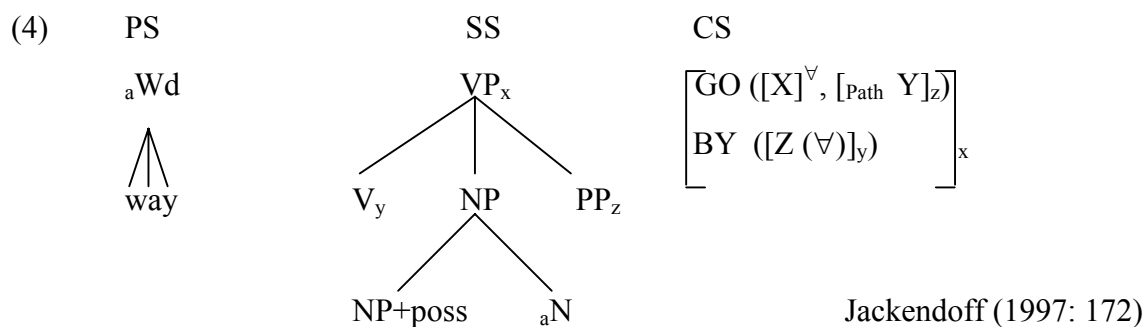 (4) PS SS CS
aWd VPx GO ([X]∀, [Path Y]z)
BY ([Z (∀)]y) x
way Vy NP PPz
NP+poss aN Jackendoff (1997: 172)